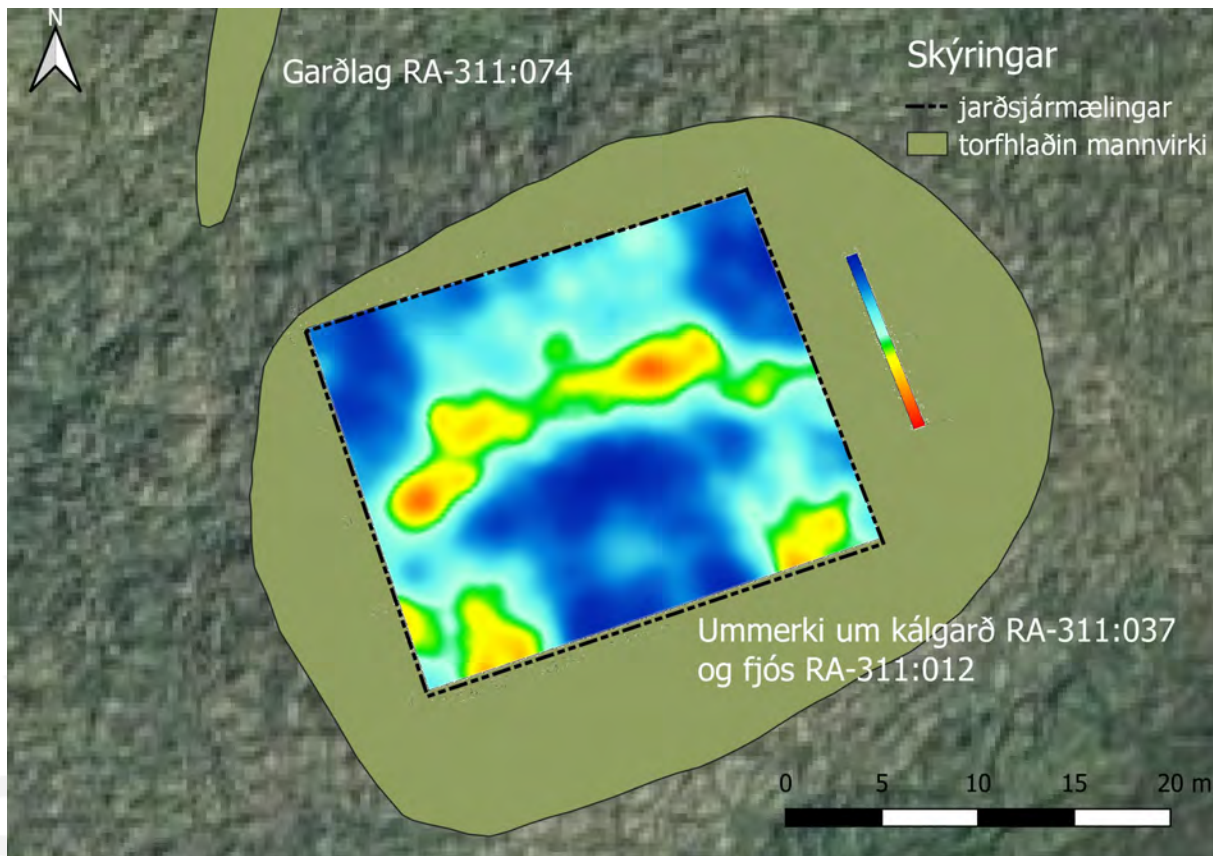 N
Garðlag RA-311:074
Skýringar
jarðsjármælingar
torfhlaðin mannvirki
Ummerki um kálgarð RA-311:037
og fjós RA-311:012
0 5 10 15 20 m